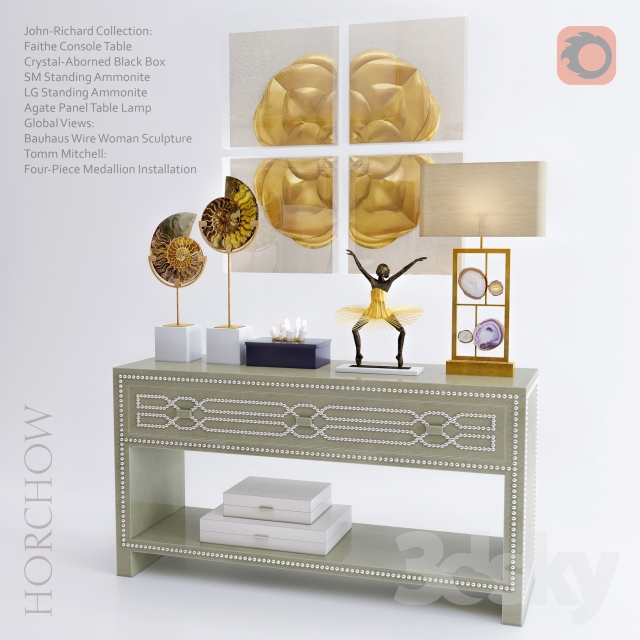 John-Richard Collection:
Faithe Console Table
Crystal-Aborned Black Box
SM Standing Ammonite
LG Standing Ammonite
Agate Panel Table Lamp
Global Views:
Bauhaus Wire Woman Sculpture
Tomm Mitchell:
Four-Piece Medallion Installation
HORCHOW
3dsky